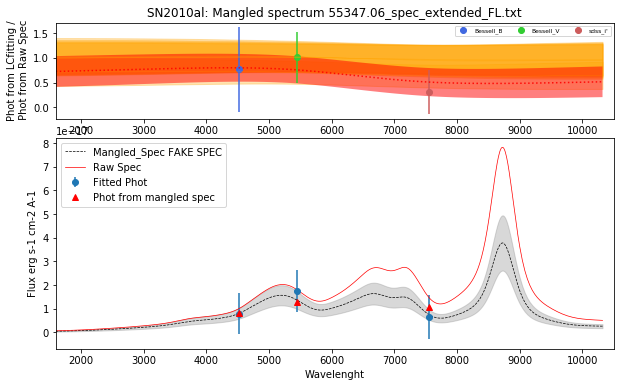 SN2010al: Mangled spectrum 55347.06_spec_extended_FL.txt
Phot from LCfitting /
Phot from Raw Spec
1.5
1.0
0.5
0.0
Bessell_B
Bessell_V
sdss_i'
2000 3000 4000 5000 6000 7000 8000 9000 10000
Flux erg s-1 cm-2 A-1
8
7
6
5
4
3
2
1
0
Mangled_Spec FAKE SPEC
Raw Spec
Fitted Phot
Phot from mangled spec
2000 3000 4000 5000 6000 7000 8000 9000 10000
Wavelenght